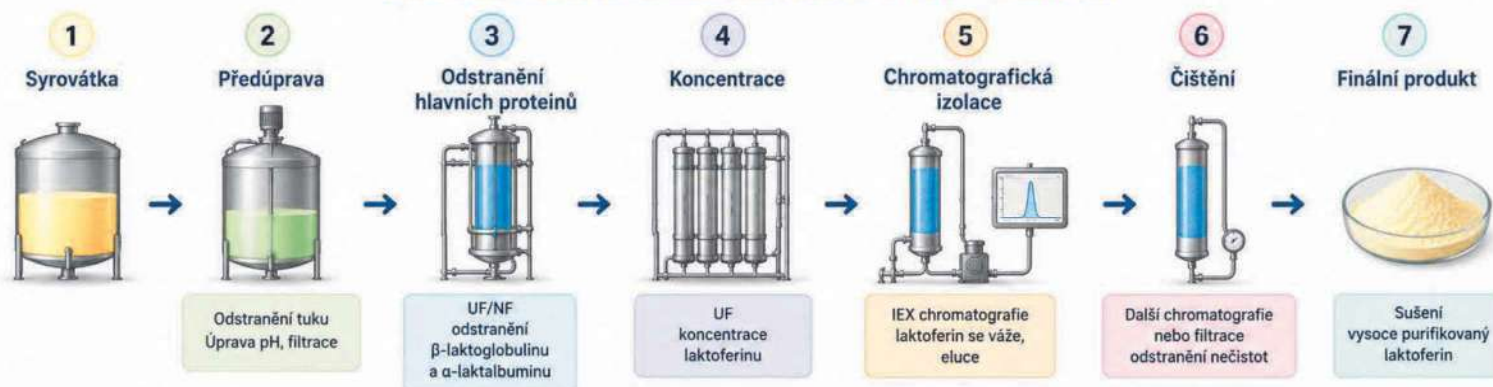 1
Syrovátka
2
Předúprava
Odstranění tuku
Úprava pH, filtrace
3
Odstranění
hlavních proteinů
UF/NF
odstranění
β-laktoglobulinu
a α-laktalbuminu
4
Koncentrace
UF
koncentrace
laktoferinu
5
Chromatografická
izolace
IEX chromatografie
laktoferin se váže,
eluce
6
Čištění
Další chromatografie
nebo filtrace
odstranění nečistot
7
Finální produkt
Sušení
vysoce purifikovaný
laktoferin